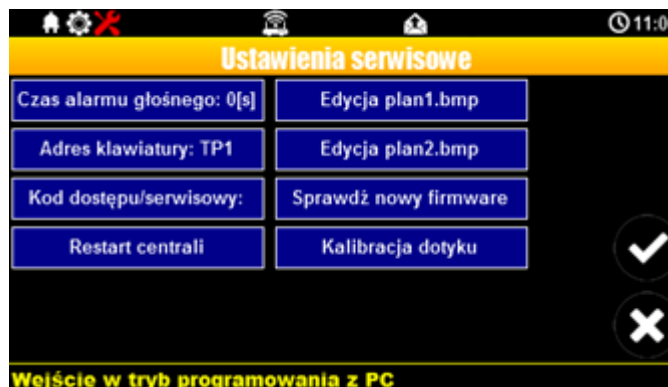 11:0
Ustawienia serwisowe
Czas alarmu głośnego: 0[s]
Edycja plan1.bmp
Adres klawiatury: TP1
Edycja plan2.bmp
Kod dostępu/serwisowy:
Sprawdź nowy firmware
Restart centrali
Kalibracja dotyku
Wejście w tryb programowania z PC